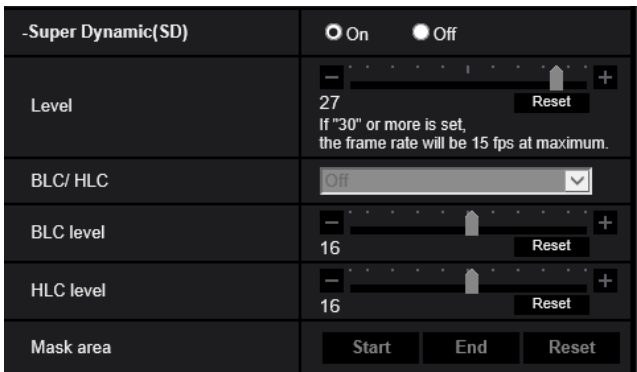 -Super Dynamic(SD)
On
Off
Level
27
Reset
If "30" or more is set,
the frame rate will be 15 fps at maximum.
BLC/ HLC
Off
BLC level
16
Reset
HLC level
16
Reset
Mask area
Start
End
Reset